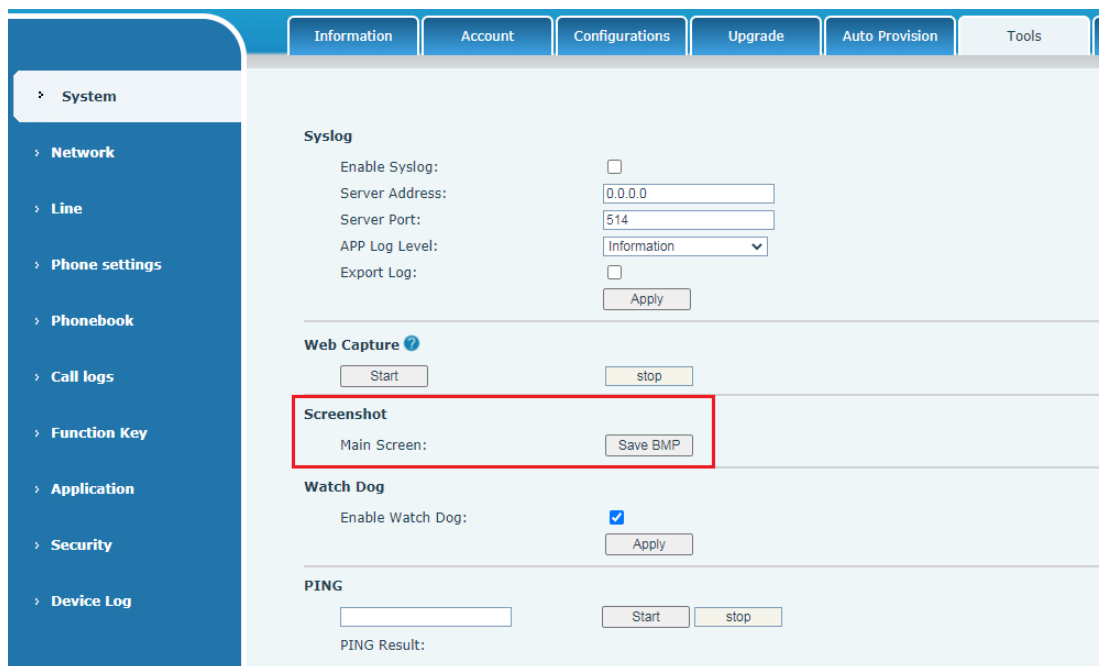 Information Account Configurations Upgrade Auto Provision Tools
System
Network
Line
Phone settings
Phonebook
Call logs
Function Key
Application
Security
Device Log
Syslog
Enable Syslog:
Server Address: 0.0.0.0
Server Port: 514
APP Log Level: Information
Export Log:
Apply
Web Capture ?
Start stop
Screenshot
Main Screen: Save BMP
Watch Dog
Enable Watch Dog:
Apply
PING
Start stop
PING Result: